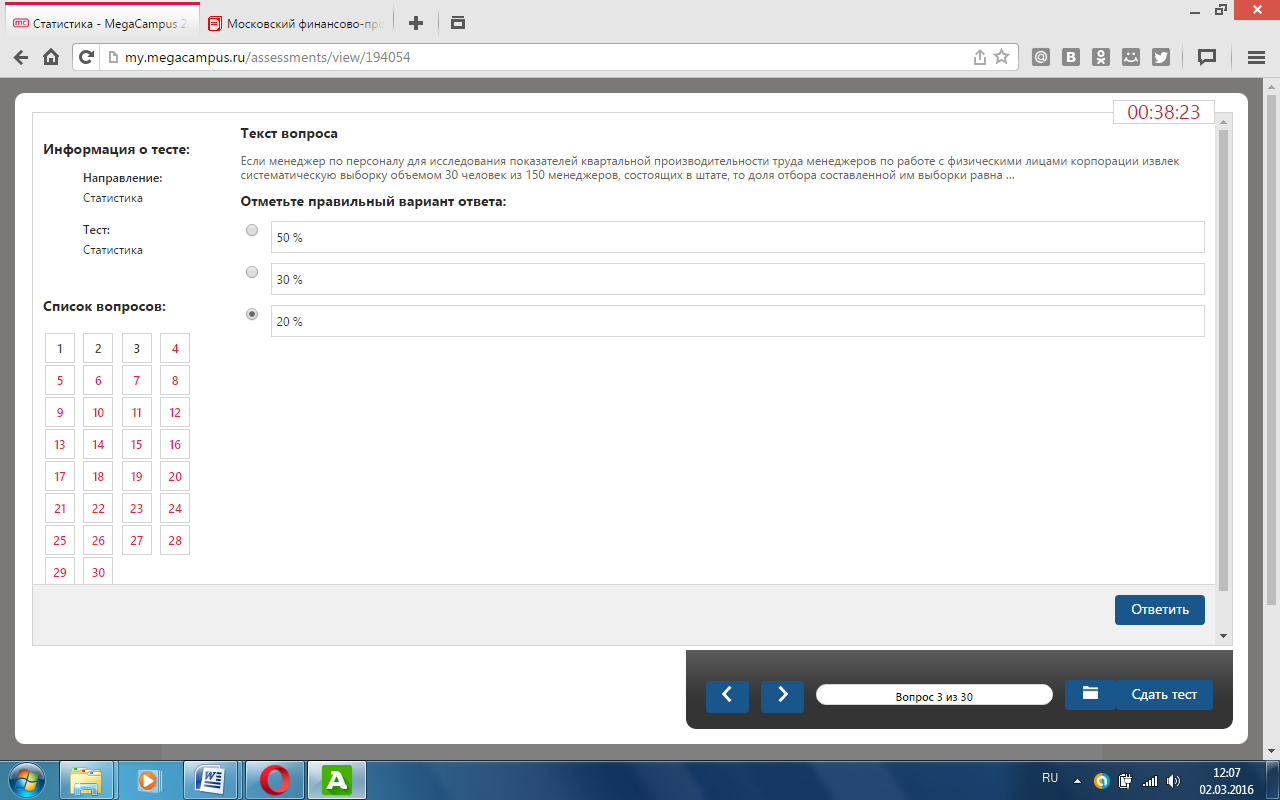 Статистика - MegaCampus 2.
Московский финансово-про
my.megacampus.ru/assessments/view/194054
00:38:23
Информация о тесте:
Направление:
Статистика
Тест:
Статистика
Список вопросов:
1 2 3 4
5 6 7 8
9 10 11 12
13 14 15 16
17 18 19 20
21 22 23 24
25 26 27 28
29 30
Текст вопроса
Если менеджер по персоналу для исследования показателей квартальной производительности труда менеджеров по работе с физическими лицами корпорации извлек
систематическую выборку объемом 30 человек из 150 менеджеров, состоящих в штате, то доля отбора составленной им выборки равна ...
Отметьте правильный вариант ответа:
50 %
30 %
20 %
Ответить
Вопрос 3 из 30
Сдать тест
RU
12:07
02.03.2016